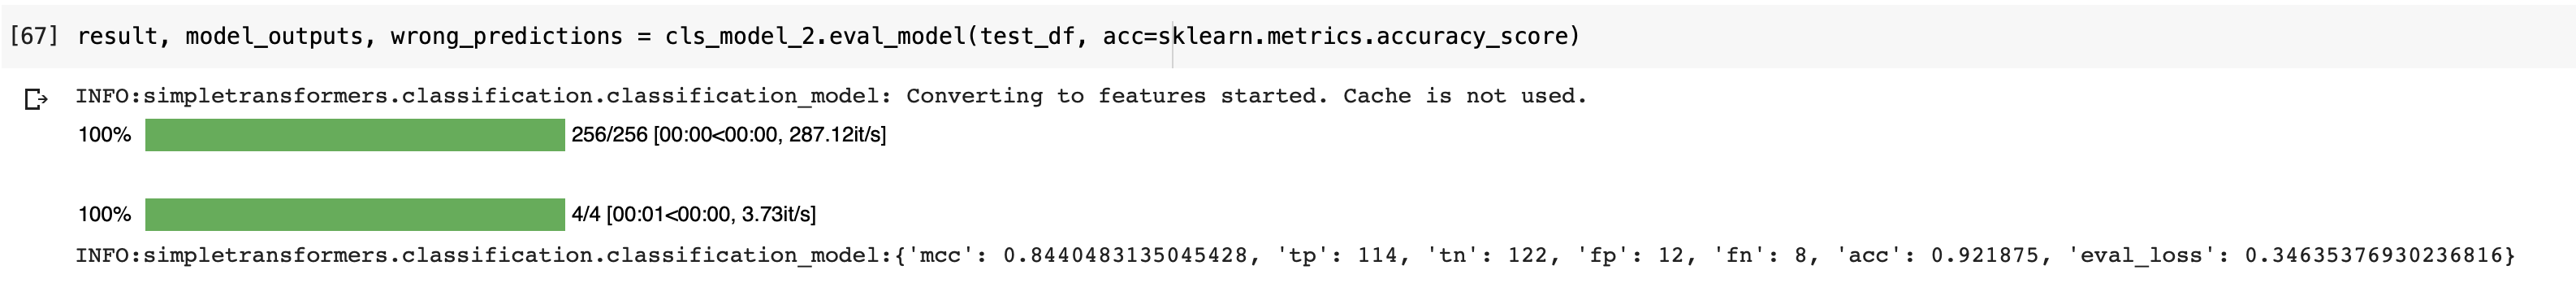 [67] result, model_outputs, wrong_predictions = cls_model_2.eval_model(test_df, acc=sklearn.metrics.accuracy_score)
INFO:simpletransformers.classification.classification_model: Converting to features started. Cache is not used.
100% 256/256 [00:00<00:00, 287.12it/s]
100% 4/4 [00:01<00:00, 3.73it/s]
INFO:simpletransformers.classification.classification_model:{'mcc': 0.8440483135045428, 'tp': 114, 'tn': 122, 'fp': 12, 'fn': 8, 'acc': 0.921875, 'eval_loss': 0.34635376930236816}